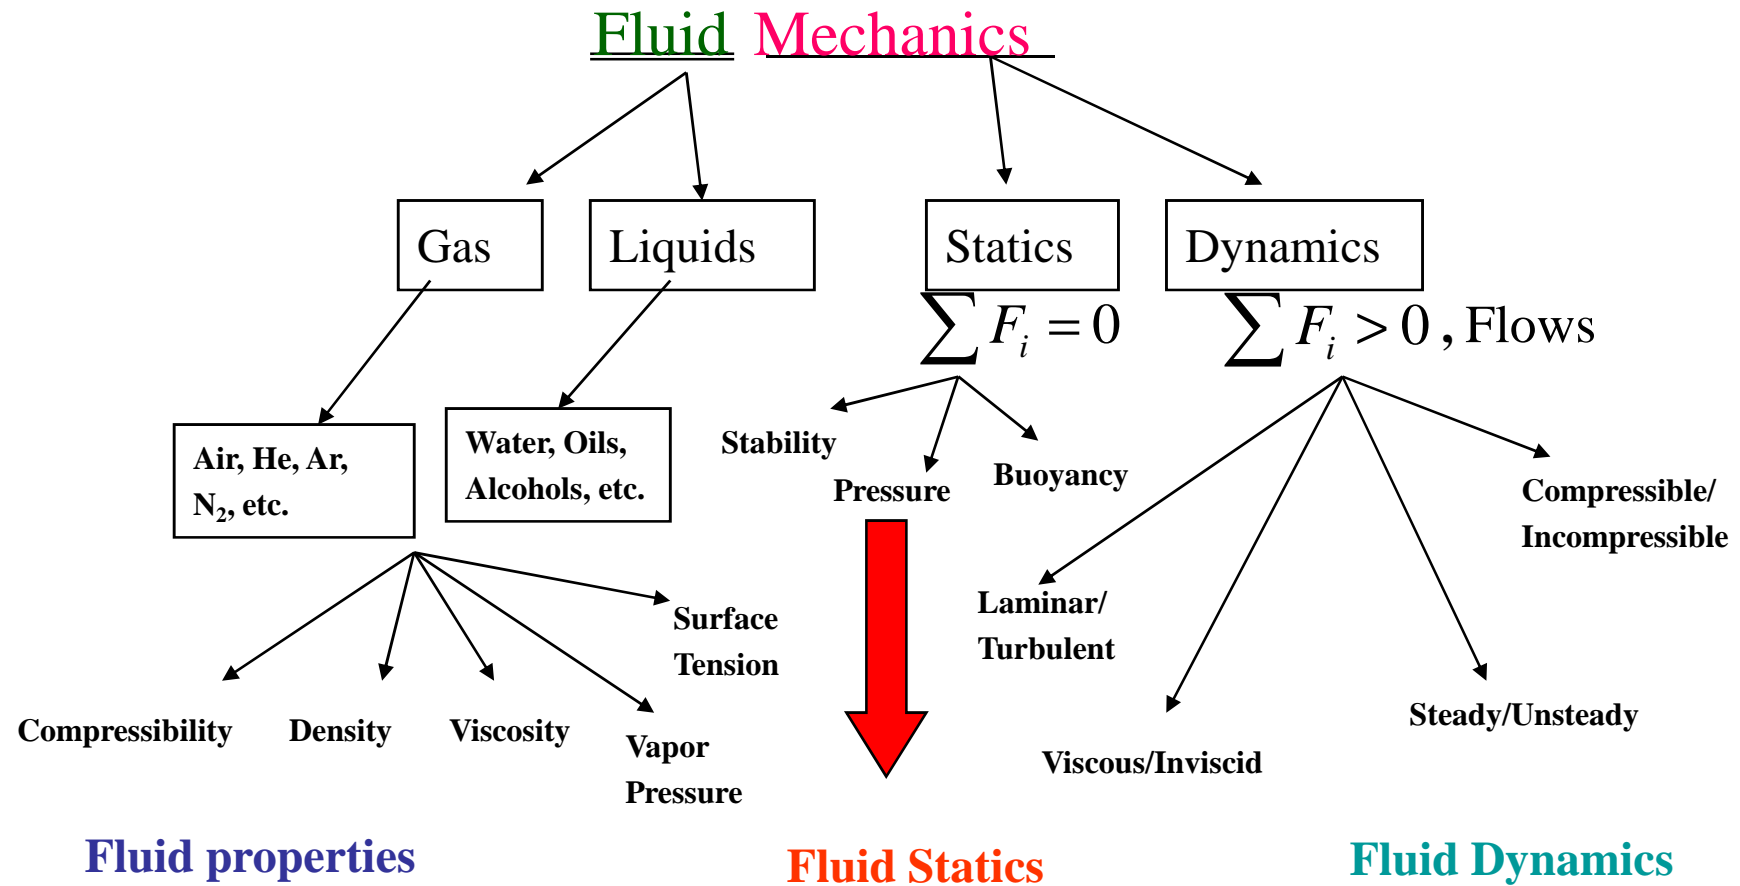 Fluid Mechanics
Gas
Liquids
Statics
Dynamics
∑ Fᵢ = 0
∑ Fᵢ > 0 , Flows
Air, He, Ar,
N₂, etc.
Water, Oils,
Alcohols, etc.
Stability
Pressure
Buoyancy
Compressible/
Incompressible
Laminar/
Turbulent
Surface
Tension
Compressibility
Density
Viscosity
Vapor
Pressure
Viscous/Inviscid
Steady/Unsteady
Fluid properties
Fluid Statics
Fluid Dynamics